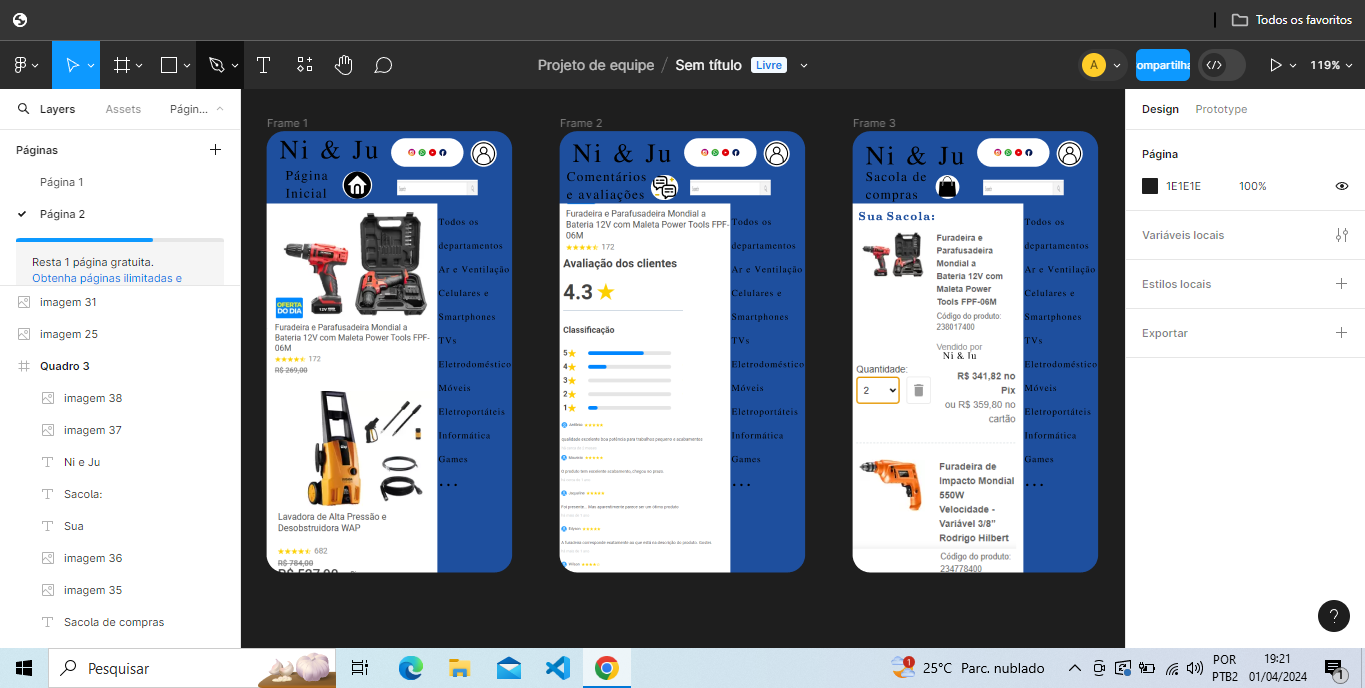 Todos os favoritos
Projeto de equipe / Sem título Livre
A
ompartilha
119%
Layers Assets Págin...
Páginas
Página 1
Página 2
Resta 1 página gratuita.
Obtenha páginas ilimitadas e
imagem 31
imagem 25
Quadro 3
imagem 38
imagem 37
Ni e Ju
Sacola:
Sua
imagem 36
imagem 35
Sacola de compras
Frame 1
Ni & Ju
Página
Inicial
OFERTA
DO DIA
12V
Furadeira e Parafusadeira Mondial a
Bateria 12V com Maleta Power Tools FPF-
06M
172
R$ 269,00
Lavadora de Alta Pressão e
Desobstruidora WAP
682
R$ 784,00
Todos os
departamentos
Ar e Ventilação
Celulares e
Smartphones
TVs
Eletrodoméstico
Móveis
Eletroportáteis
Informática
Games
...
Frame 2
Ni & Ju
Comentários
e avaliações
Furadeira e Parafusadeira Mondial a
Bateria 12V com Maleta Power Tools FPF-
06M
172
Avaliação dos clientes
4.3
Classificação
5
4
3
2
1
Todos os
departamentos
Ar e Ventilação
Celulares e
Smartphones
TVs
Eletrodoméstico
Móveis
Eletroportáteis
Informática
Games
...
Frame 3
Ni & Ju
Sacola de
compras
Sua Sacola:
Furadeira e
Parafusadeira
Mondial a
Bateria 12V com
Maleta Power
Tools FPF-06M
Código do produto:
238017400
Vendido por
Ni & Ju
Quantidade:
2
R$ 341,82 no
Pix
ou R$ 359,80 no
cartão
Furadeira de
Impacto Mondial
550W
Velocidade -
Variável 3/8"
Rodrigo Hilbert
Código do produto:
234778400
Todos os
departamentos
Ar e Ventilação
Celulares e
Smartphones
TVs
Eletrodoméstico
Móveis
Eletroportáteis
Informática
Games
...
Design Prototype
Página
1E1E1E 100%
Variáveis locais
Estilos locais
Exportar
?
Pesquisar
1
25°C Parc. nublado
POR
PTB2
19:21
01/04/2024
1